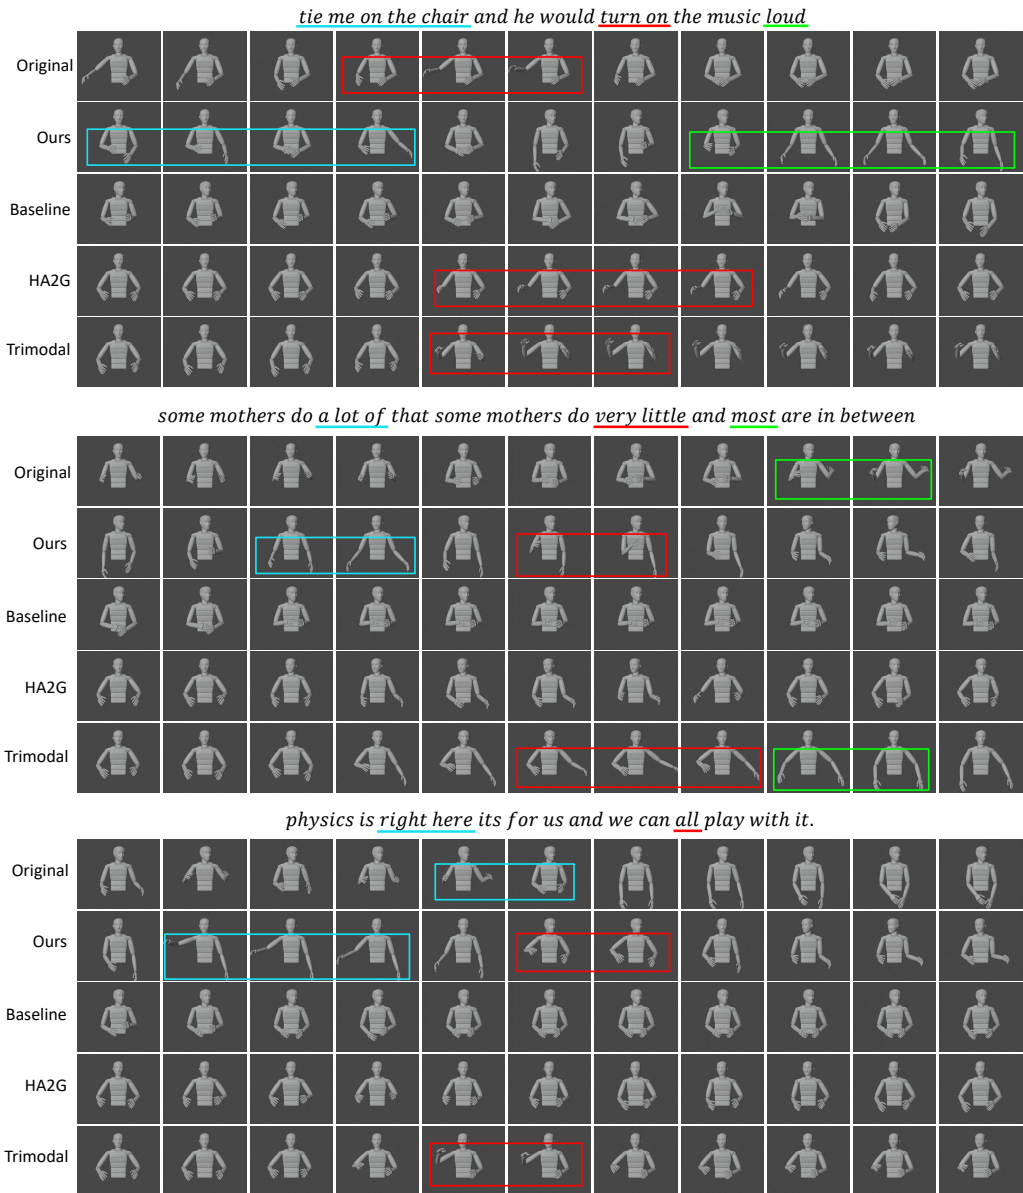 tie me on the chair and he would turn on the music loud
Original
Ours
Baseline
HA2G
Trimodal
some mothers do a lot of that some mothers do very little and most are in between
Original
Ours
Baseline
HA2G
Trimodal
physics is right here its for us and we can all play with it.
Original
Ours
Baseline
HA2G
Trimodal